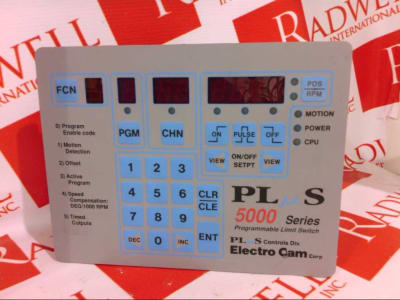 RADWELL
FCN
PGM
CHN
ON
PULSE
OFF
POS
RPM
MOTION
POWER
CPU
VIEW
ON/OFF
SETPT
VIEW
0) Program
Enable code
1) Motion
Detection
2) Offset
3) Active
Program
4) Speed
Compensation:
DEG/1000 RPM
5) Timed
Outputs
1 2 3
4 5 6
7 8 9
DEC 0 INC
CLR
CLE
ENT
PLµS
5000 Series
Programmable Limit Switch
PLµS Controls Div
Electro Cam Corp.